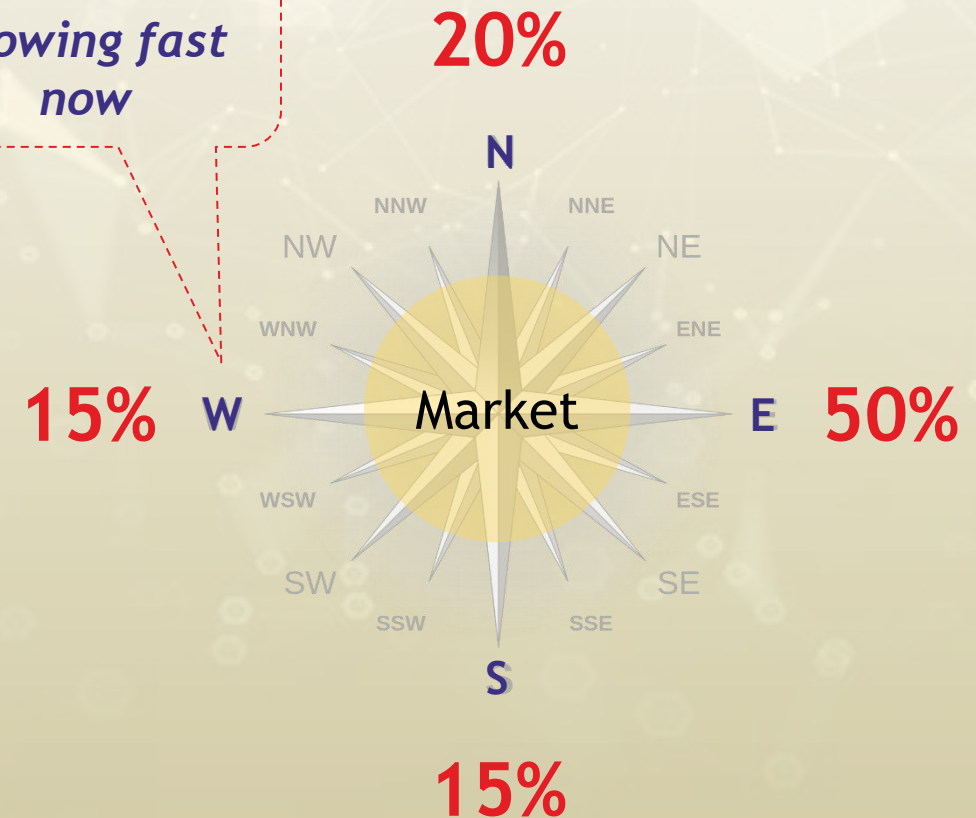 20%
owing fast
now
N
NNW
NNE
NW
NE
WNW
ENE
15%
W
Market
E
50%
WSW
ESE
SW
SE
SSW
SSE
S
15%